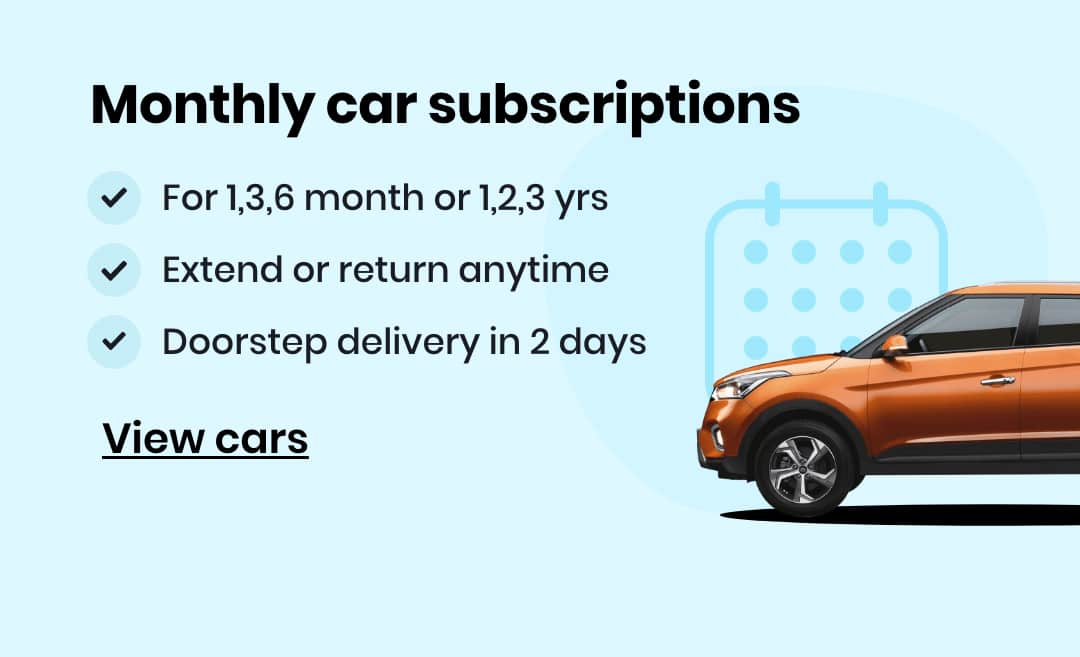 Monthly car subscriptions
For 1,3,6 month or 1,2,3 yrs
Extend or return anytime
Doorstep delivery in 2 days
View cars